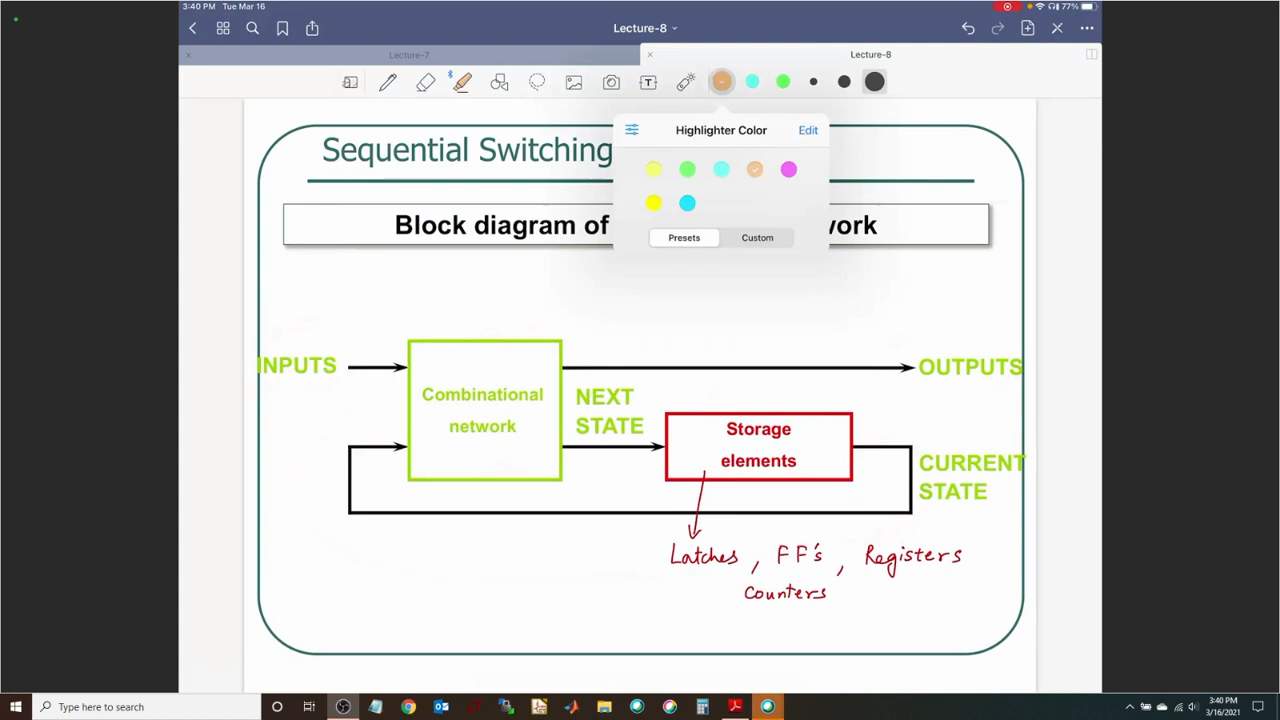 3:40 PM Tue Mar 16
77%
Lecture-8
Lecture-7
Lecture-8
Highlighter Color
Edit
Presets
Custom
Sequential Switching
Block diagram of
work
INPUTS
Combinational
network
NEXT
STATE
Storage
elements
OUTPUTS
CURRENT
STATE
Latches , FF's , Registers
Counters
Type here to search
3:40 PM
3/16/2021